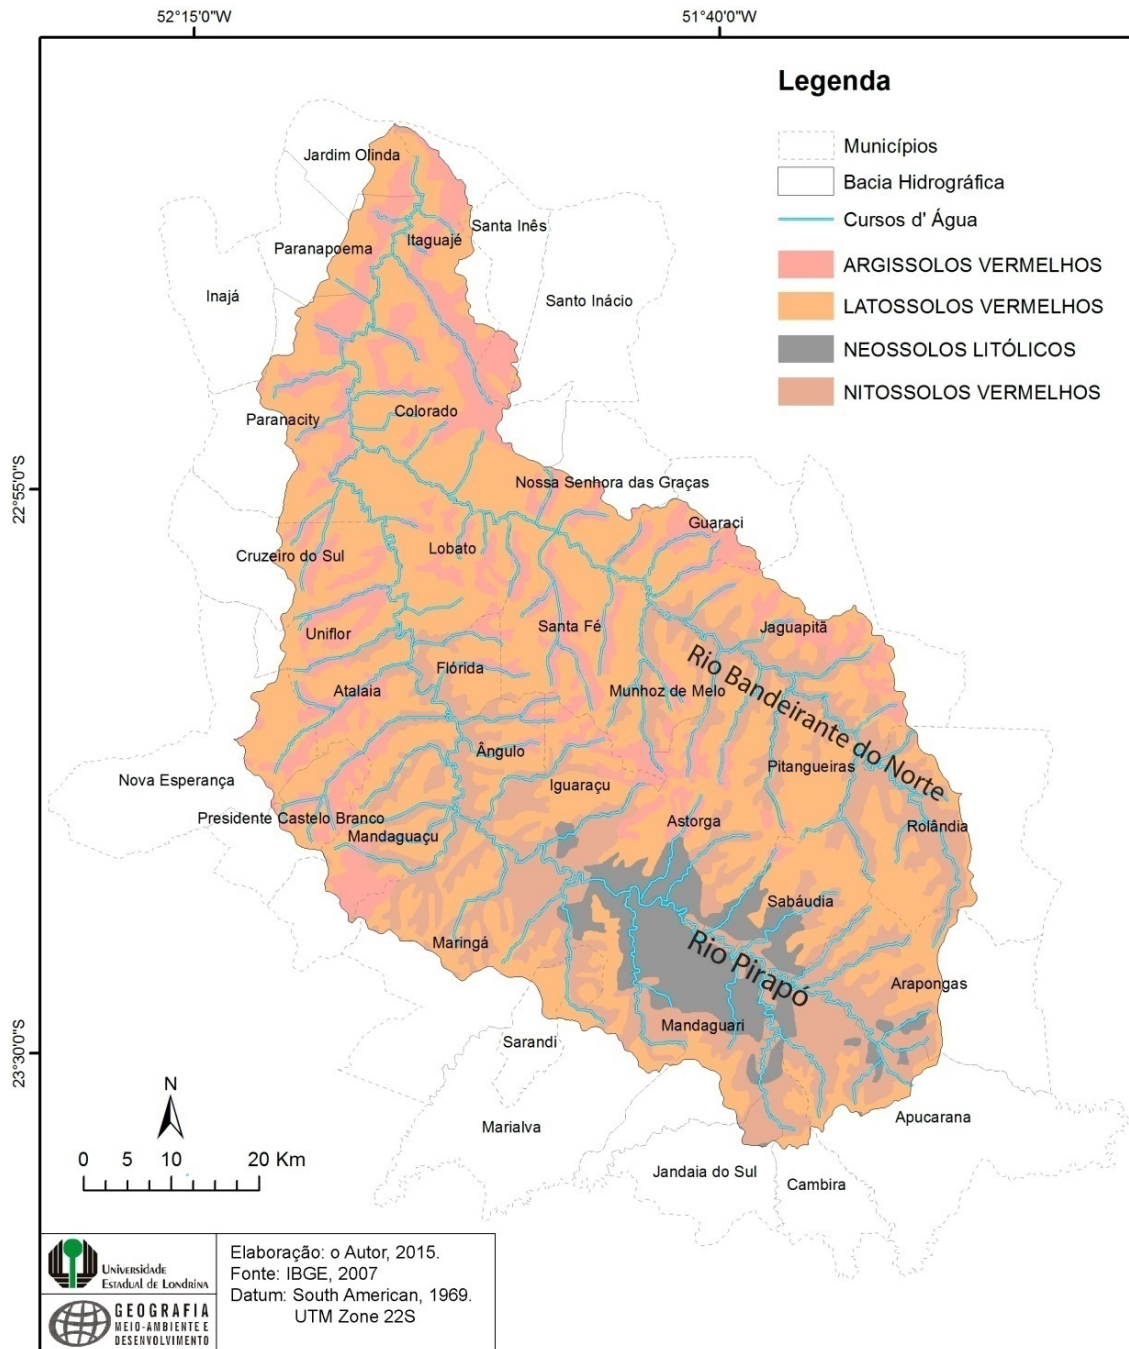 52°15'0"W
51°40'0"W
Legenda
Municípios
Bacia Hidrográfica
Cursos d' Água
ARGISSOLOS VERMELHOS
LATOSSOLOS VERMELHOS
NEOSSOLOS LITÓLICOS
NITOSSOLOS VERMELHOS
Jardim Olinda
Santa Inês
Itaguajé
Paranapoema
Inajá
Santo Inácio
Colorado
Paranacity
22°55'0"S
Nossa Senhora das Graças
Guaraci
Lobato
Cruzeiro do Sul
Santa Fé
Jaguapitã
Uniflor
Flórida
Rio Bandeirante do Norte
Atalaia
Munhoz de Melo
Ângulo
Pitangueiras
Nova Esperança
Iguaraçu
Presidente Castelo Branco
Astorga
Rolândia
Mandaguaçu
Sabáudia
Maringá
Rio Pirapó
Arapongas
Mandaguari
23°30'0"S
Sarandi
Apucarana
Marialva
Jandaia do Sul
Cambira
N
0 5 10 20 Km
Universidade
Estadual de Londrina
GEOGRAFIA
MEIO-AMBIENTE E
DESENVOLVIMENTO
Elaboração: o Autor, 2015.
Fonte: IBGE, 2007
Datum: South American, 1969.
UTM Zone 22S